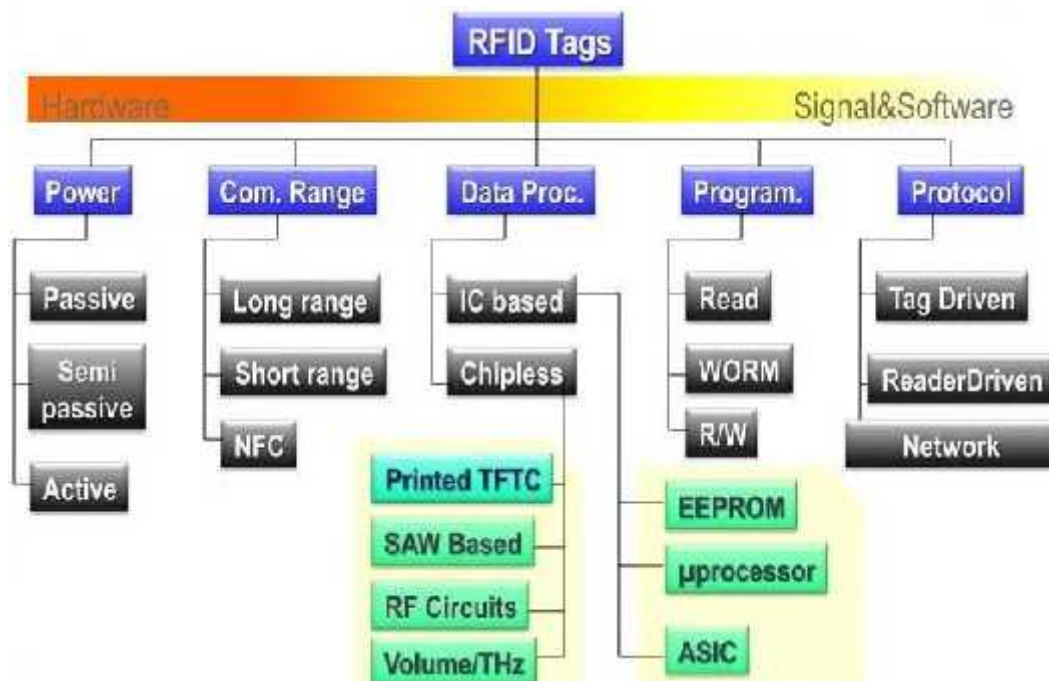 RFID Tags
Hardware
Signal&Software
Power
Com. Range
Data Proc.
Program.
Protocol
Passive
Semi
passive
Active
Long range
Short range
NFC
IC based
Chipless
Printed TFTC
SAW Based
RF Circuits
Volume/THz
EEPROM
µprocessor
ASIC
Read
WORM
R/W
Tag Driven
ReaderDriven
Network